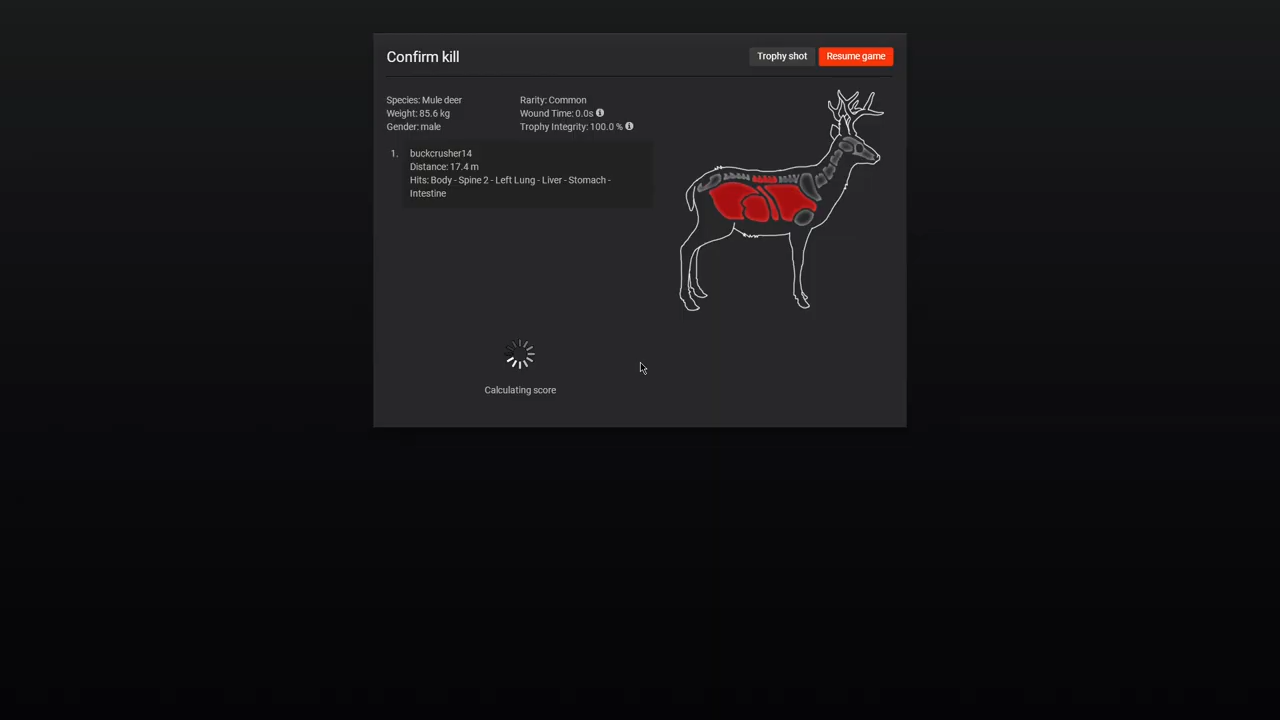 Confirm kill
Trophy shot
Resume game
Species: Mule deer
Rarity: Common
Weight: 85.6 kg
Wound Time: 0.0s
Gender: male
Trophy Integrity: 100.0 %
1. buckcrusher14
Distance: 17.4 m
Hits: Body - Spine 2 - Left Lung - Liver - Stomach -
Intestine
Calculating score